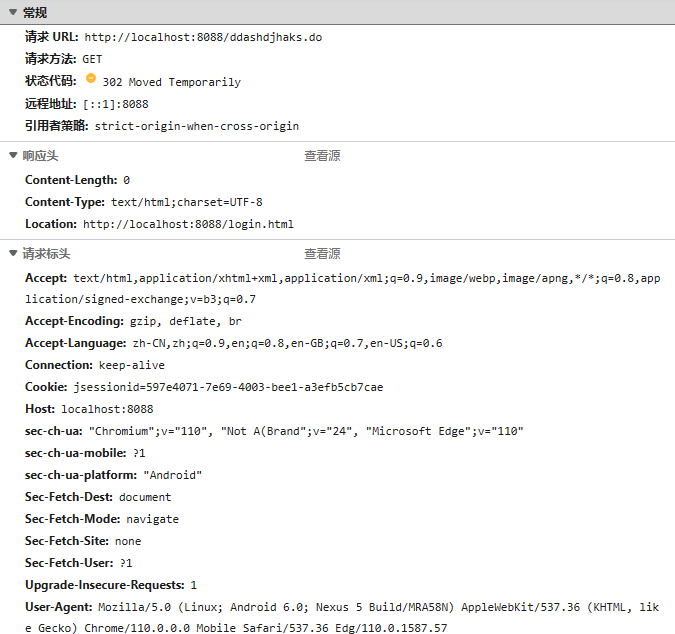 常规
请求 URL: http://localhost:8088/ddashdjhaks.do
请求方法: GET
状态代码: 302 Moved Temporarily
远程地址: [::1]:8088
引用者策略: strict-origin-when-cross-origin
响应头 查看源
Content-Length: 0
Content-Type: text/html;charset=UTF-8
Location: http://localhost:8088/login.html
请求标头 查看源
Accept: text/html,application/xhtml+xml,application/xml;q=0.9,image/webp,image/apng,*/*;q=0.8,app
lication/signed-exchange;v=b3;q=0.7
Accept-Encoding: gzip, deflate, br
Accept-Language: zh-CN,zh;q=0.9,en;q=0.8,en-GB;q=0.7,en-US;q=0.6
Connection: keep-alive
Cookie: jsessionid=597e4071-7e69-4003-bee1-a3efb5cb7cae
Host: localhost:8088
sec-ch-ua: "Chromium";v="110", "Not A(Brand";v="24", "Microsoft Edge";v="110"
sec-ch-ua-mobile: ?1
sec-ch-ua-platform: "Android"
Sec-Fetch-Dest: document
Sec-Fetch-Mode: navigate
Sec-Fetch-Site: none
Sec-Fetch-User: ?1
Upgrade-Insecure-Requests: 1
User-Agent: Mozilla/5.0 (Linux; Android 6.0; Nexus 5 Build/MRA58N) AppleWebKit/537.36 (KHTML, lik
e Gecko) Chrome/110.0.0.0 Mobile Safari/537.36 Edg/110.0.1587.57